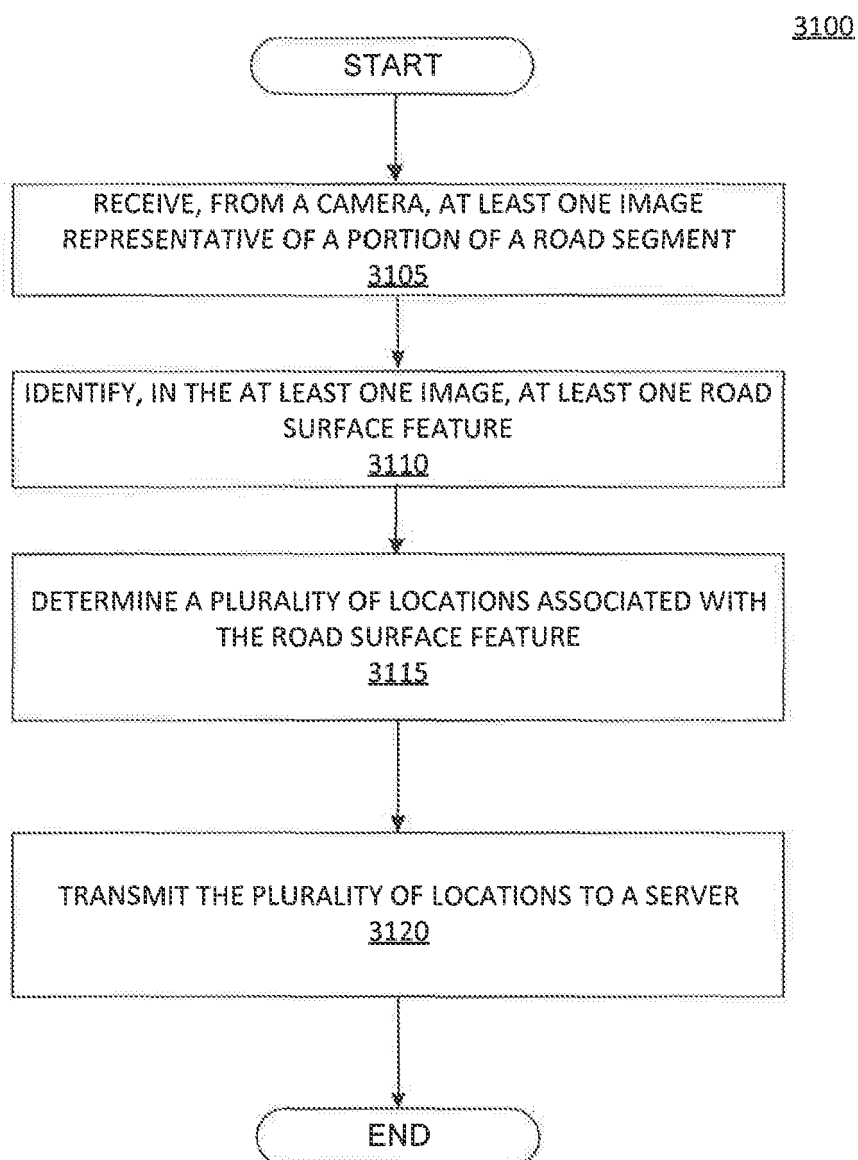 3100
START
RECEIVE, FROM A CAMERA, AT LEAST ONE IMAGE
REPRESENTATIVE OF A PORTION OF A ROAD SEGMENT
3105
IDENTIFY, IN THE AT LEAST ONE IMAGE, AT LEAST ONE ROAD
SURFACE FEATURE
3110
DETERMINE A PLURALITY OF LOCATIONS ASSOCIATED WITH
THE ROAD SURFACE FEATURE
3115
TRANSMIT THE PLURALITY OF LOCATIONS TO A SERVER
3120
END